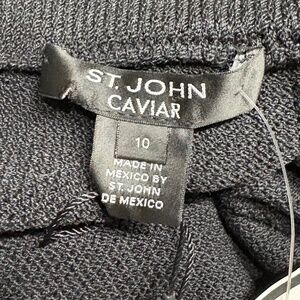 ST. JOHN
CAVIAR
10
MADE IN
MEXICO BY
ST. JOHN
DE MEXICO